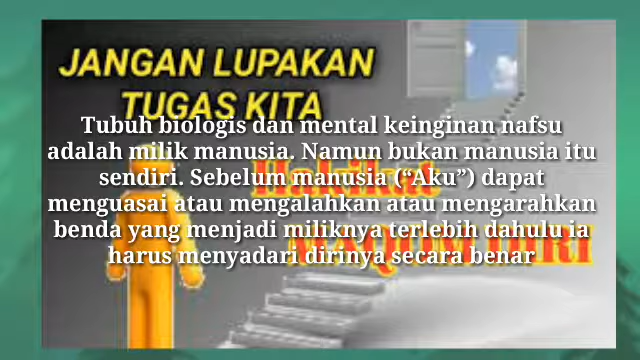 JANGAN LUPAKAN
TUGAS KITA
Tubuh biologis dan mental keinginan nafsu
adalah milik manusia. Namun bukan manusia itu
sendiri. Sebelum manusia (“Aku”) dapat
menguasai atau mengalahkan atau mengarahkan
benda yang menjadi miliknya terlebih dahulu ia
harus menyadari dirinya secara benar